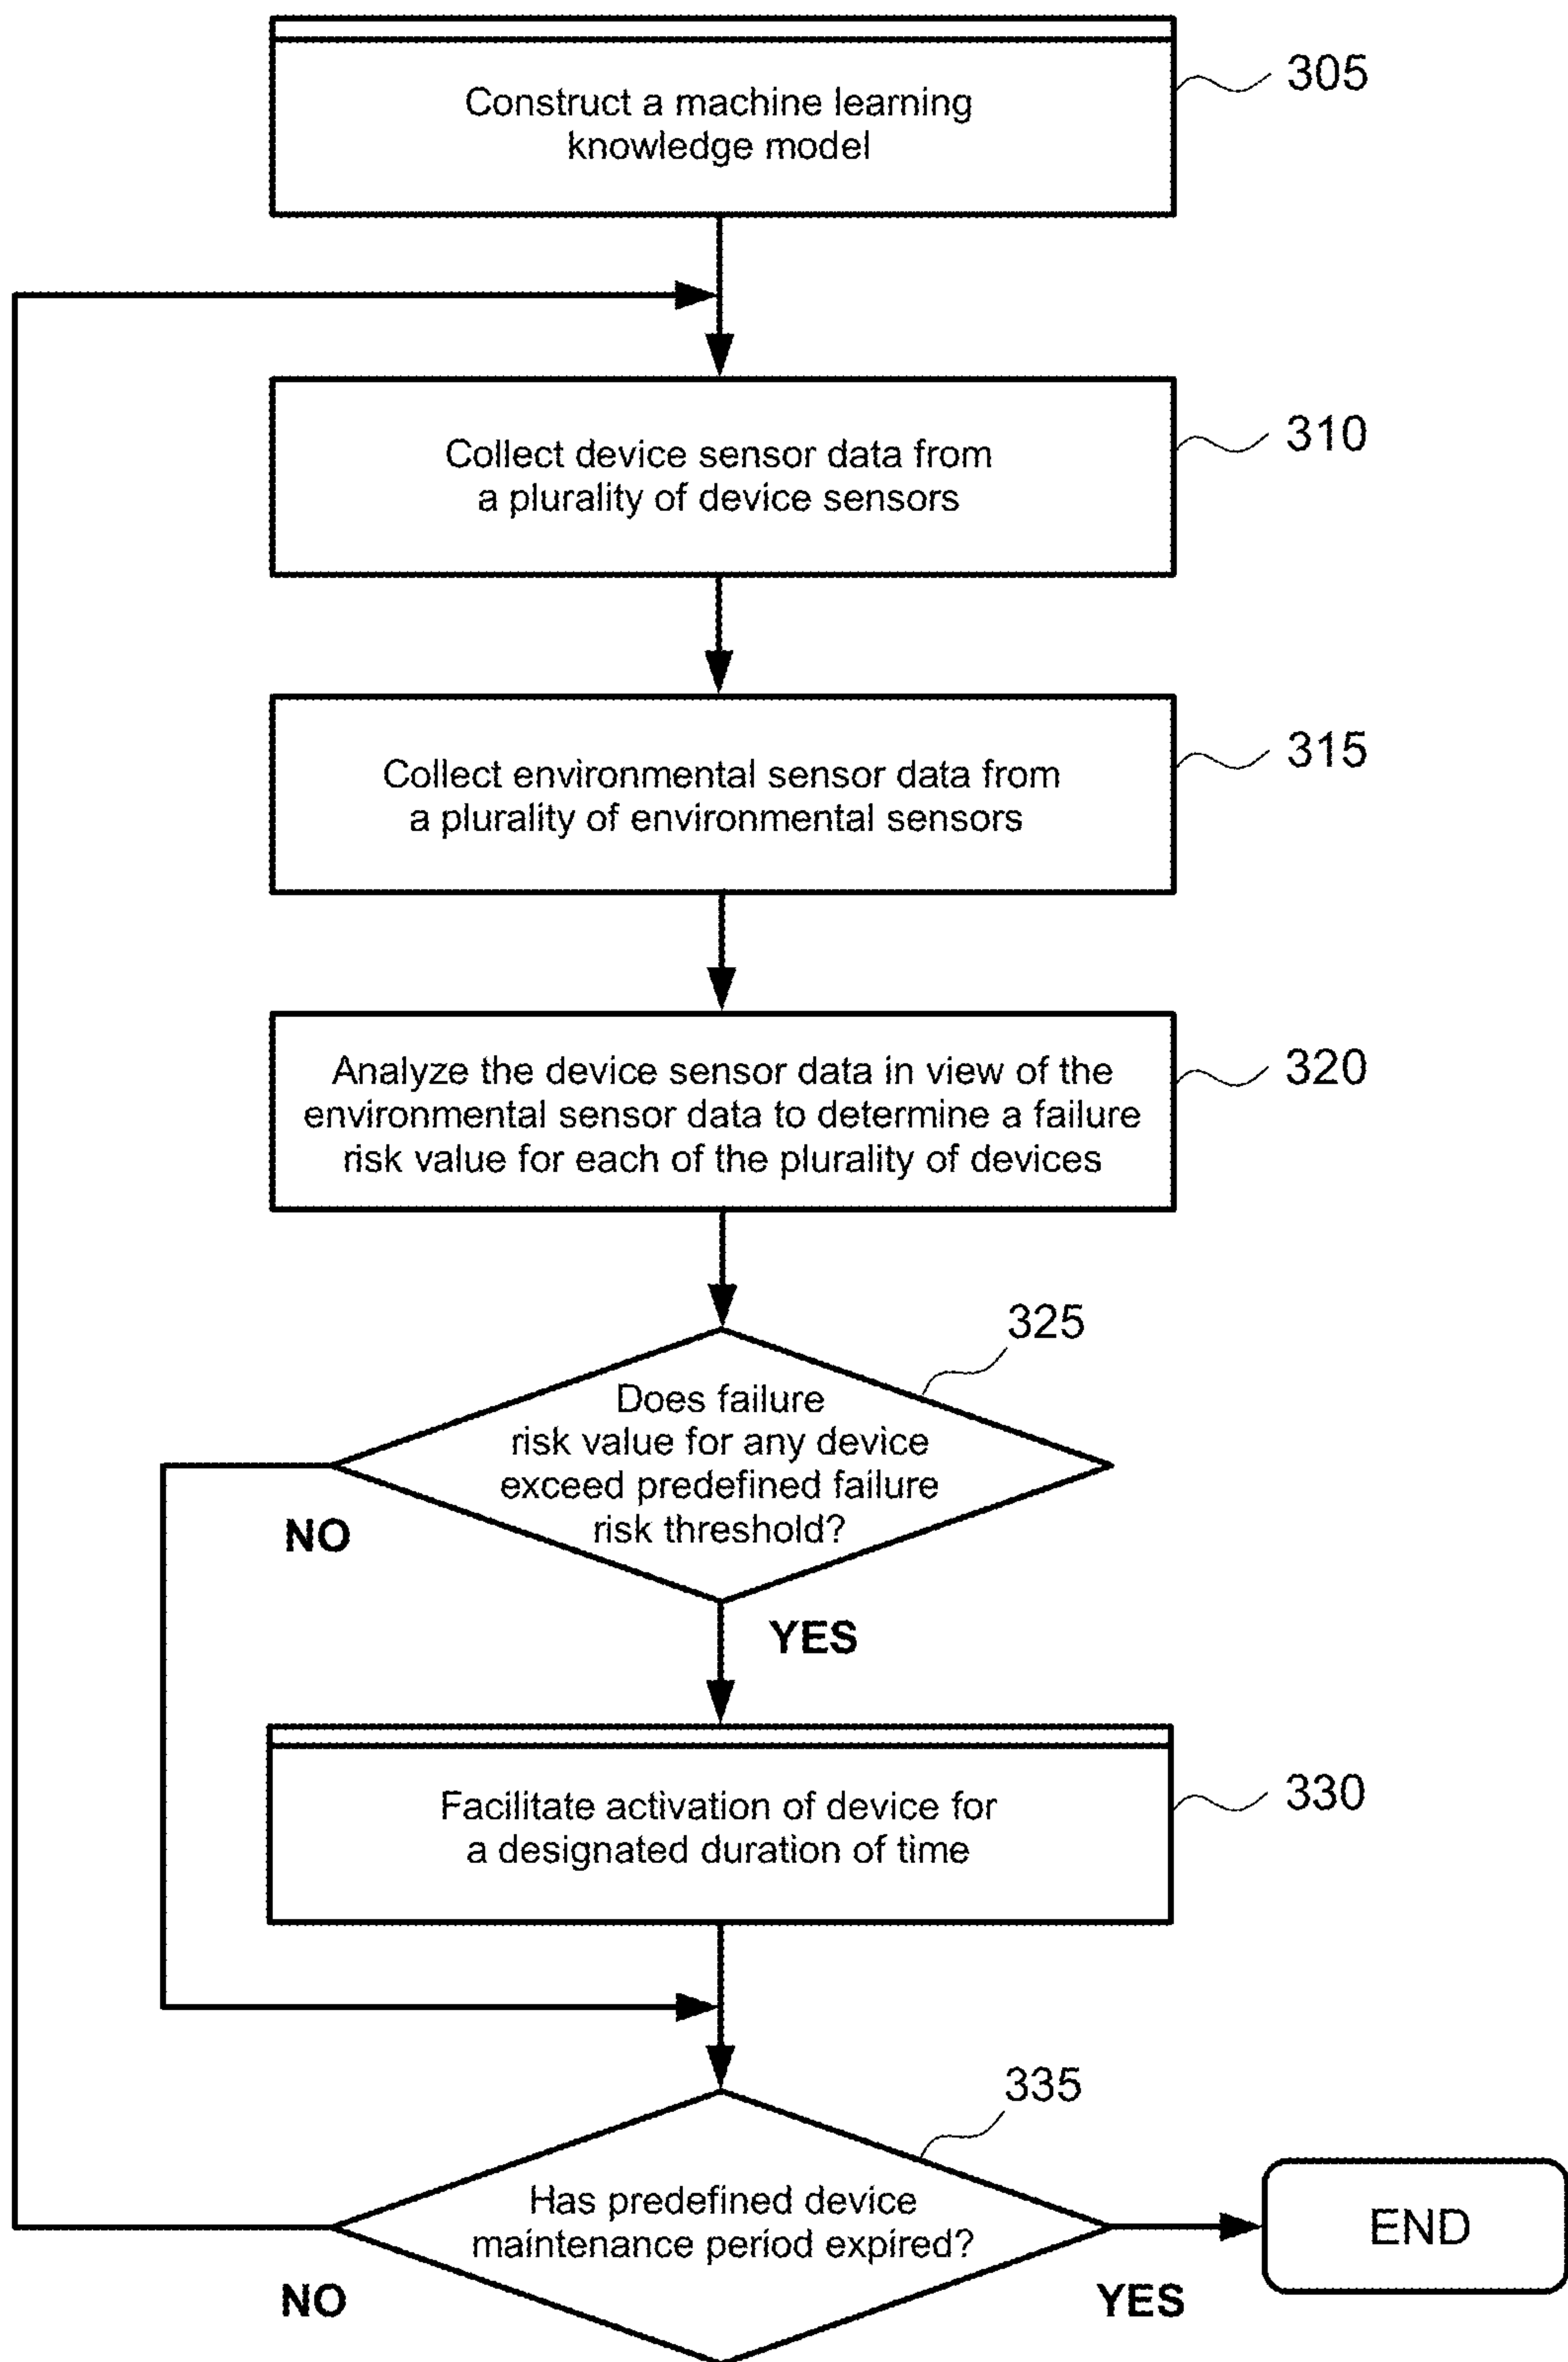 Construct a machine learning
knowledge model
305
Collect device sensor data from
a plurality of device sensors
310
Collect environmental sensor data from
a plurality of environmental sensors
315
Analyze the device sensor data in view of the
environmental sensor data to determine a failure
risk value for each of the plurality of devices
320
325
Does failure
risk value for any device
exceed predefined failure
risk threshold?
NO
YES
Facilitate activation of device for
a designated duration of time
330
335
Has predefined device
maintenance period expired?
NO
YES
END